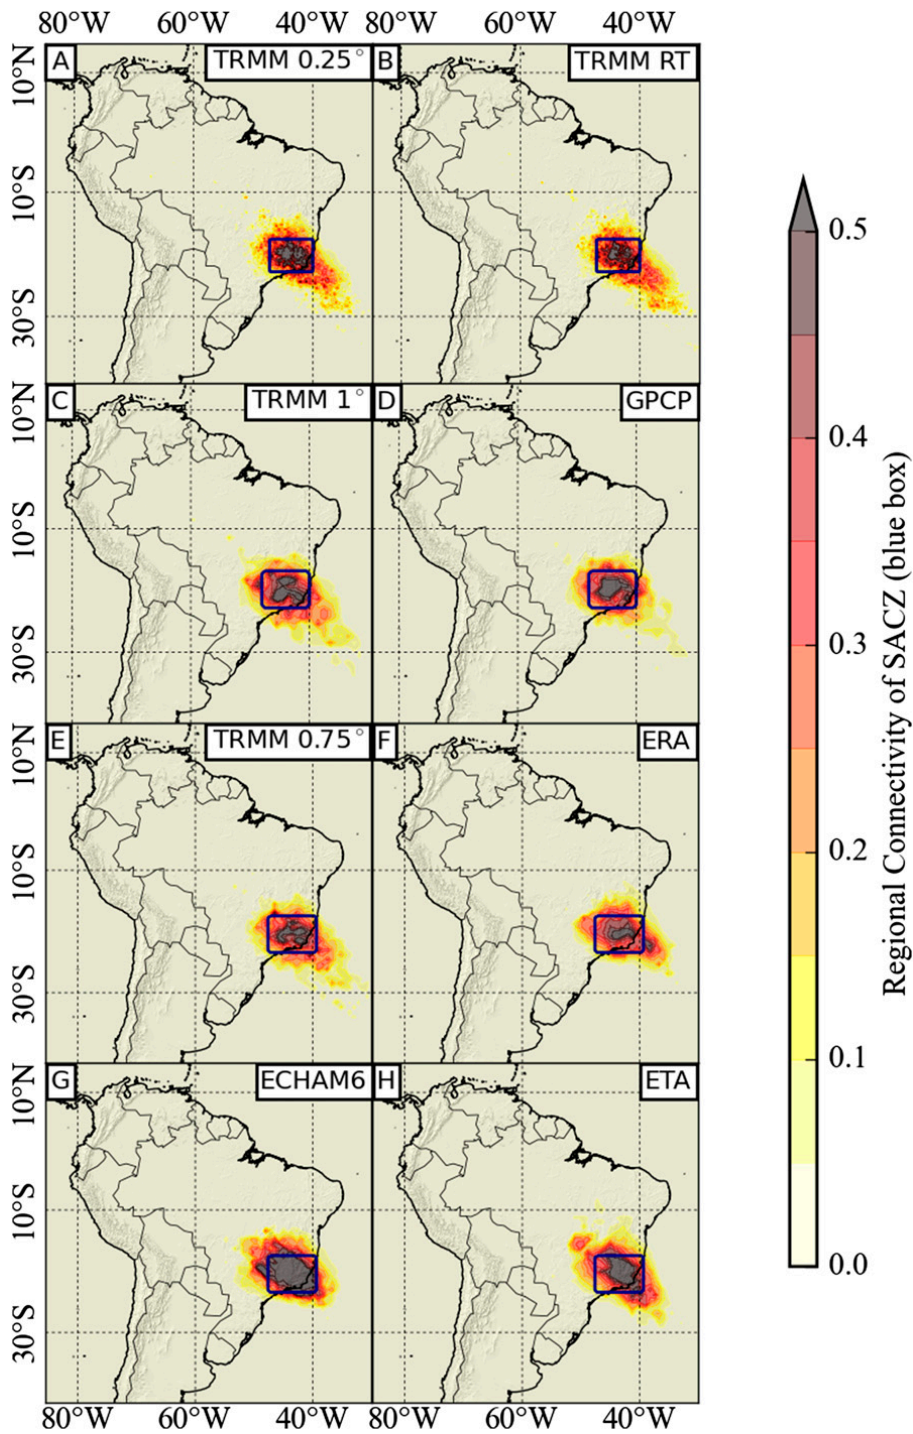 80°W 60°W 40°W 80°W 60°W 40°W
A TRMM 0.25° B TRMM RT
10°N
10°S
30°S
C TRMM 1° D GPCP
10°N
10°S
30°S
E TRMM 0.75° F ERA
10°N
10°S
30°S
G ECHAM6 H ETA
10°N
10°S
30°S
80°W 60°W 40°W 80°W 60°W 40°W
0.5
0.4
0.3
0.2
0.1
0.0
Regional Connectivity of SACZ (blue box)